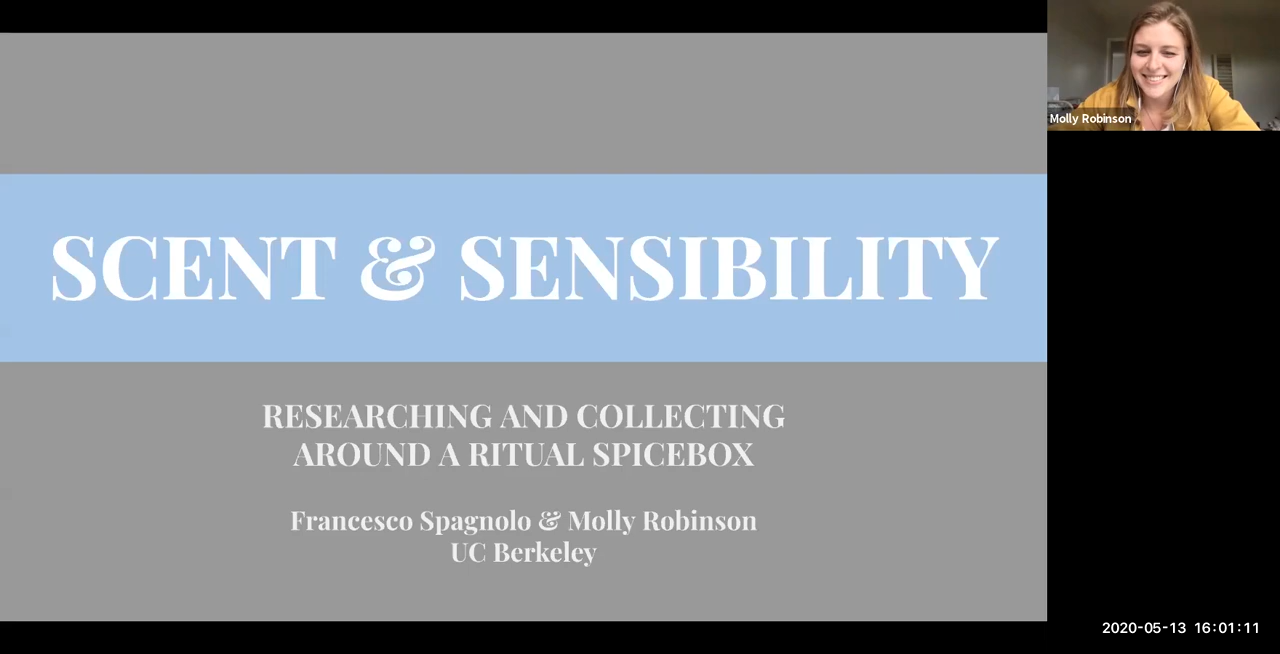 SCENT & SENSIBILITY
RESEARCHING AND COLLECTING
AROUND A RITUAL SPICEBOX
Francesco Spagnolo & Molly Robinson
UC Berkeley
Molly Robinson
2020-05-13 16:01:11